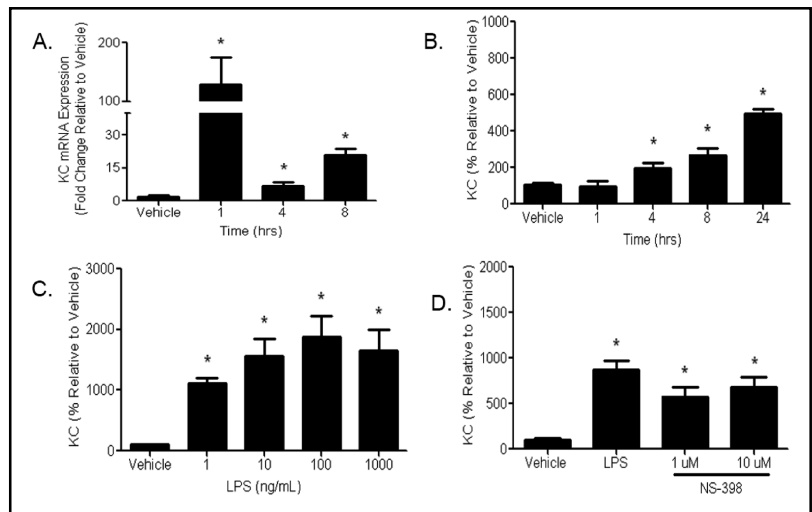 A.
KC mRNA Expression
(Fold Change Relative to Vehicle)
200
100
30
15
0
*
*
*
Vehicle
1
4
8
Time (hrs)
B.
KC (% Relative to Vehicle)
1000
800
600
400
200
0
*
*
*
Vehicle
1
4
8
24
Time (hrs)
C.
KC (% Relative to Vehicle)
3000
2000
1000
0
*
*
*
*
Vehicle
1
10
100
1000
LPS (ng/mL)
D.
KC (% Relative to Vehicle)
2000
1500
1000
500
0
*
*
*
Vehicle
LPS
1 uM
10 uM
NS-398